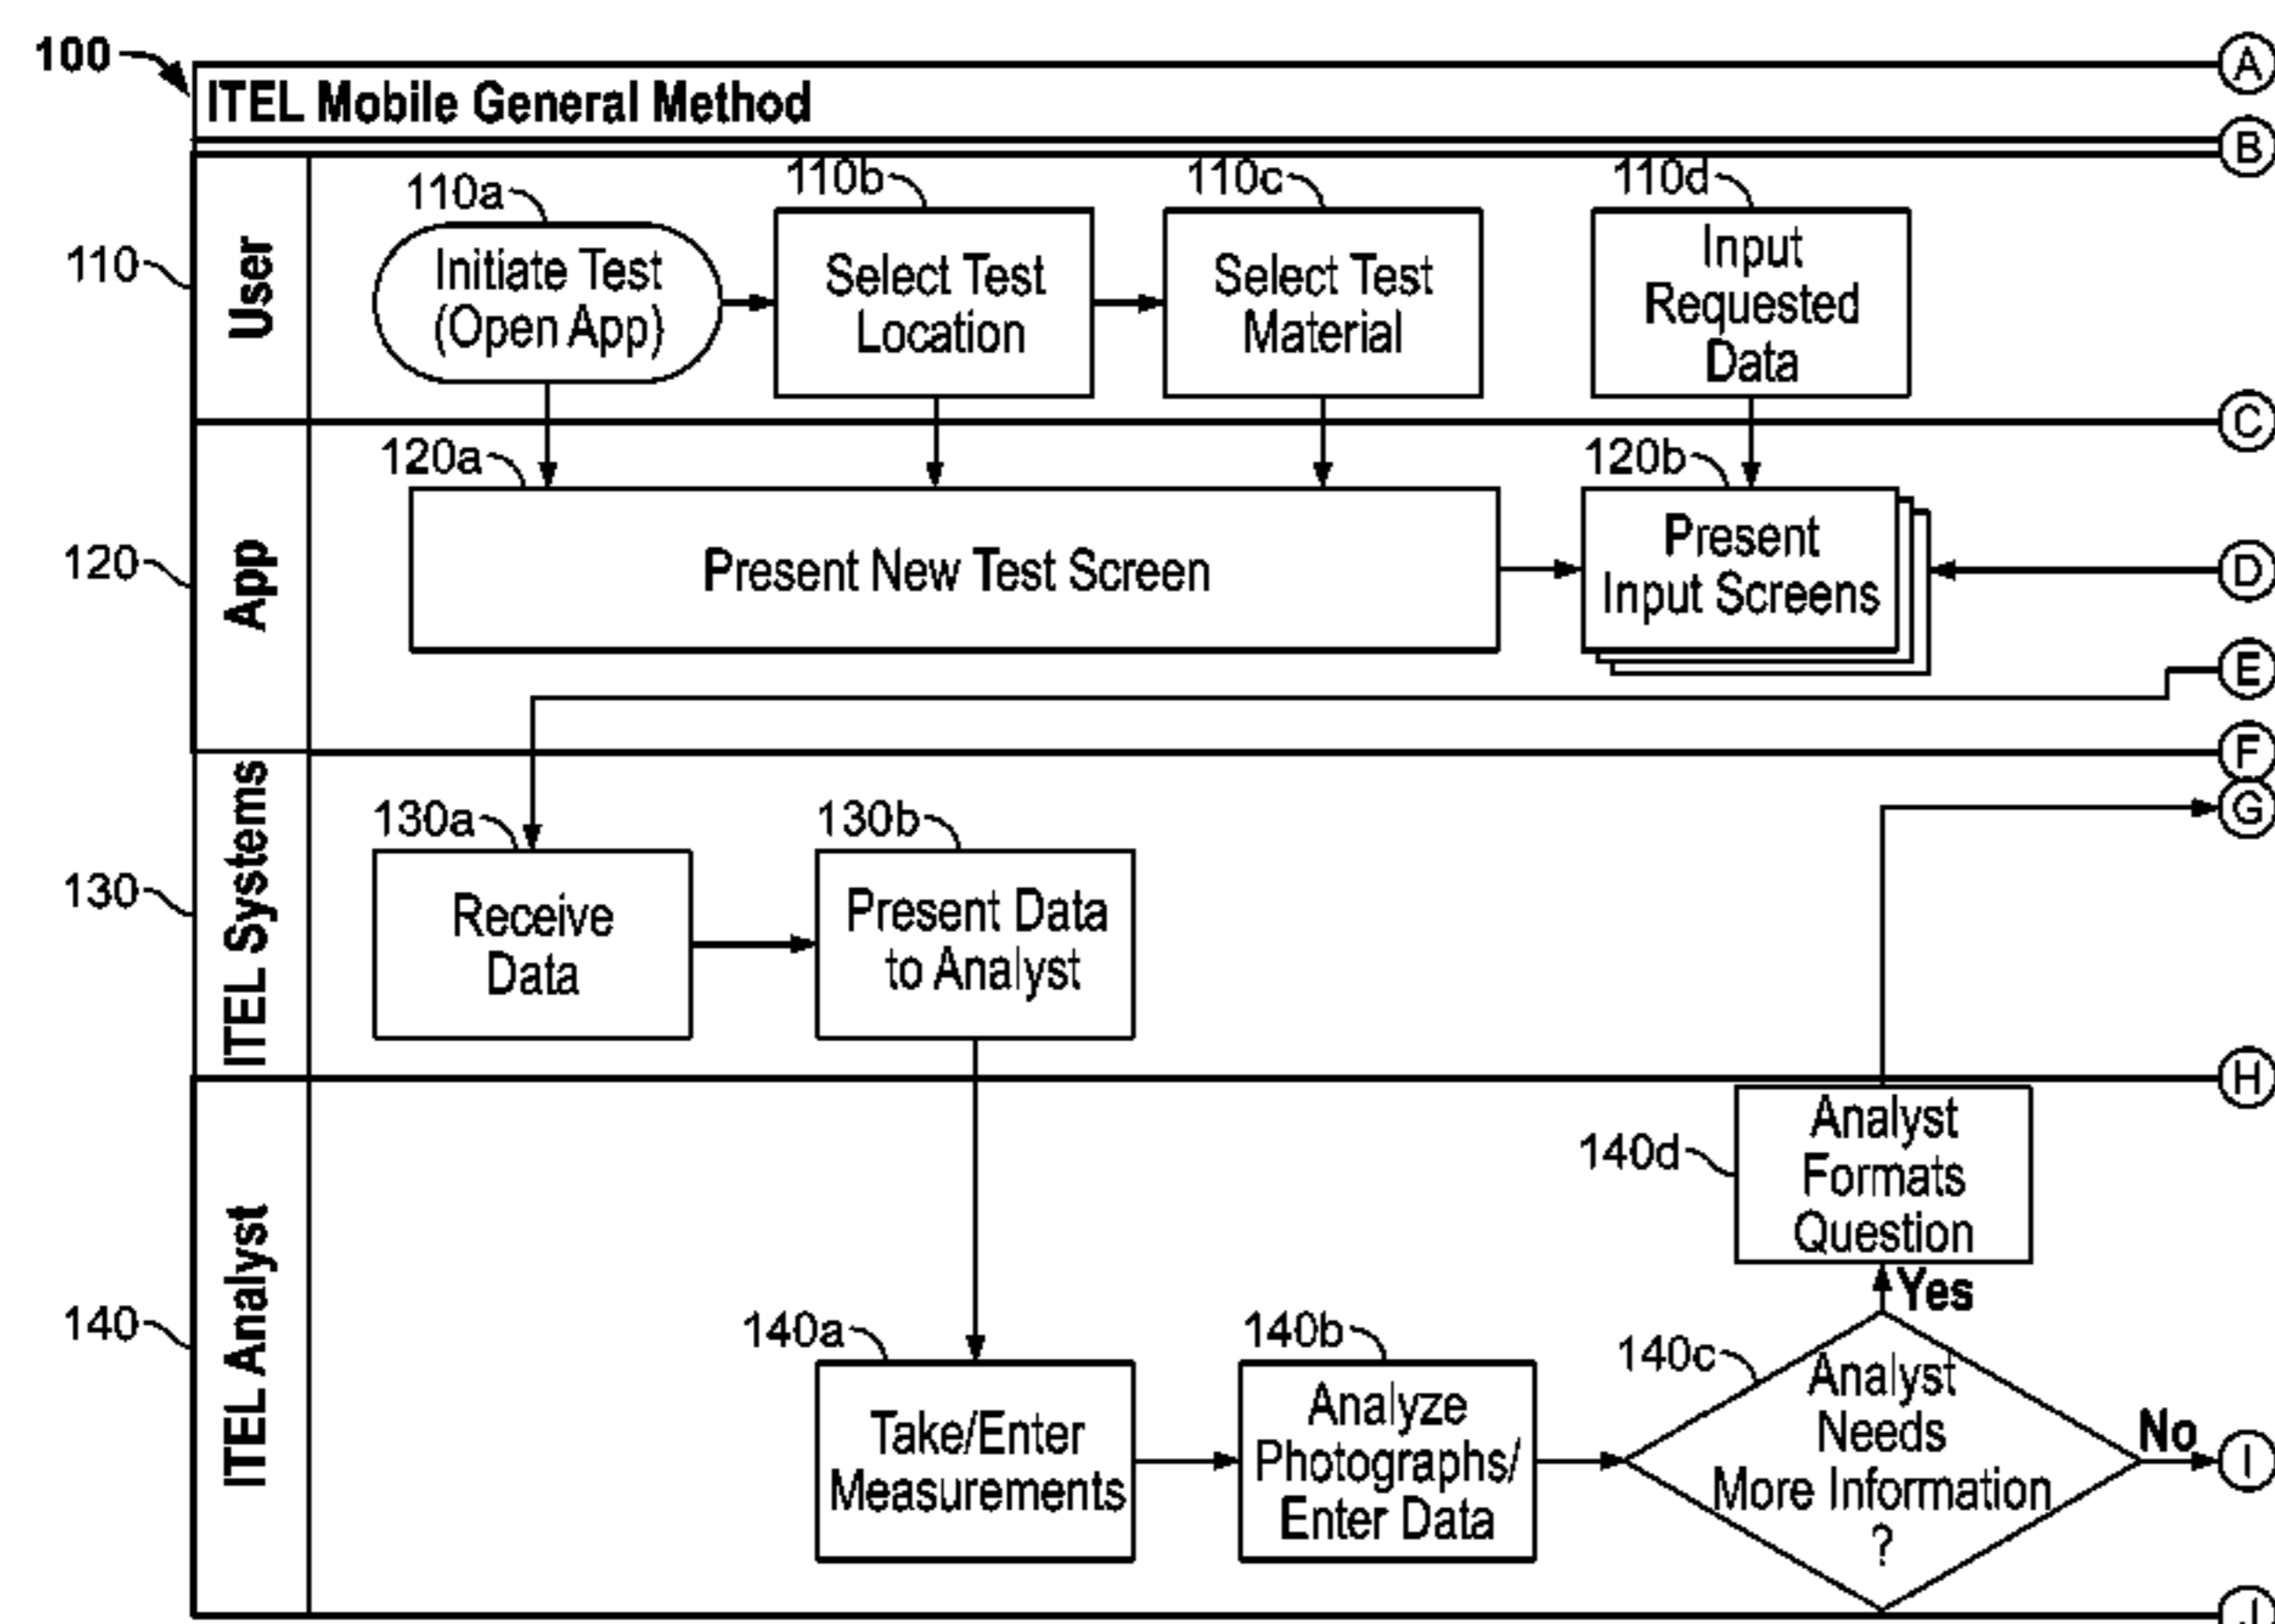 100
A
ITEL Mobile General Method
B
110a
110b
110c
110d
110
User
Initiate Test
(Open App)
Select Test
Location
Select Test
Material
Input
Requested
Data
C
120a
120b
120
App
Present New Test Screen
Present
Input Screens
D
E
F
G
130a
130b
130
ITEL Systems
Receive
Data
Present Data
to Analyst
H
140d
Analyst
Formats
Question
Yes
140
ITEL Analyst
140a
140b
140c
Take/Enter
Measurements
Analyze
Photographs/
Enter Data
Analyst
Needs
More Information
?
No
I
J